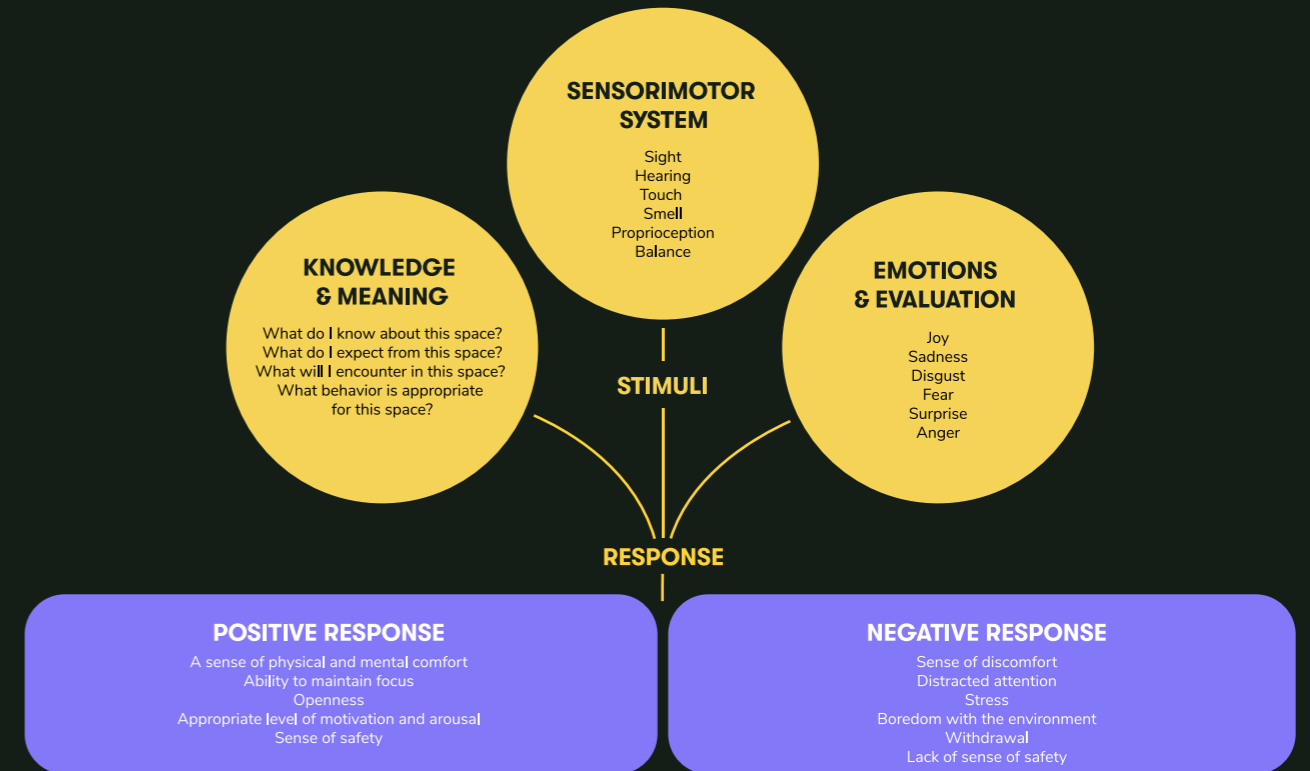 SENSORIMOTOR
SYSTEM
Sight
Hearing
Touch
Smell
Proprioception
Balance
KNOWLEDGE
& MEANING
What do I know about this space?
What do I expect from this space?
What will I encounter in this space?
What behavior is appropriate
for this space?
EMOTIONS
& EVALUATION
Joy
Sadness
Disgust
Fear
Surprise
Anger
STIMULI
RESPONSE
POSITIVE RESPONSE
A sense of physical and mental comfort
Ability to maintain focus
Openness
Appropriate level of motivation and arousal
Sense of safety
NEGATIVE RESPONSE
Sense of discomfort
Distracted attention
Stress
Boredom with the environment
Withdrawal
Lack of sense of safety